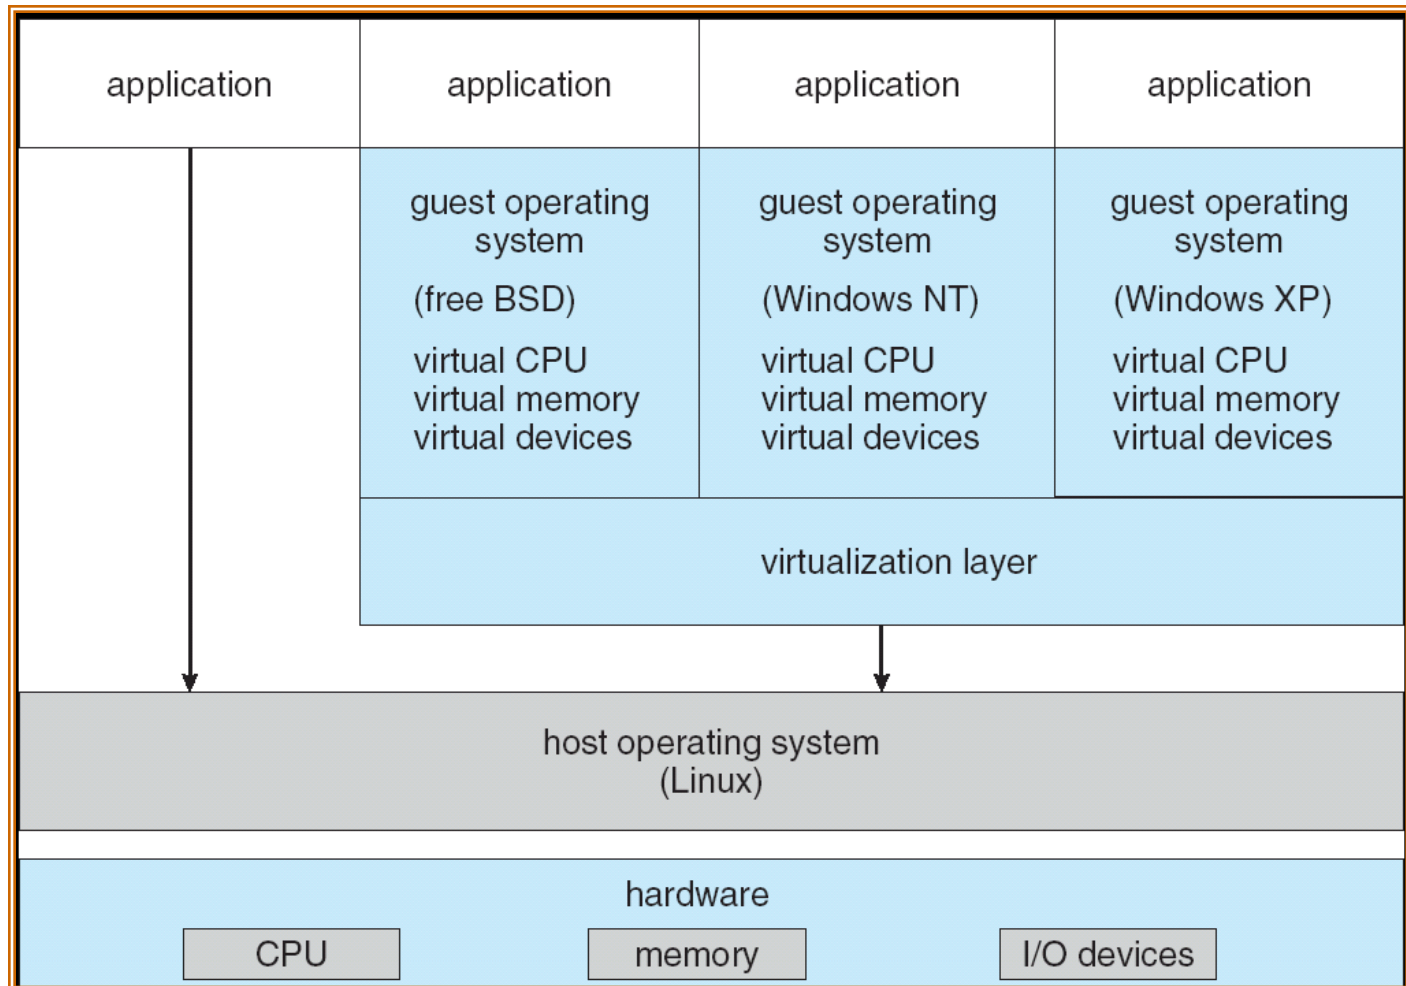 application
application
application
application
guest operating
system
(free BSD)
virtual CPU
virtual memory
virtual devices
guest operating
system
(Windows NT)
virtual CPU
virtual memory
virtual devices
guest operating
system
(Windows XP)
virtual CPU
virtual memory
virtual devices
virtualization layer
host operating system
(Linux)
hardware
CPU
memory
I/O devices